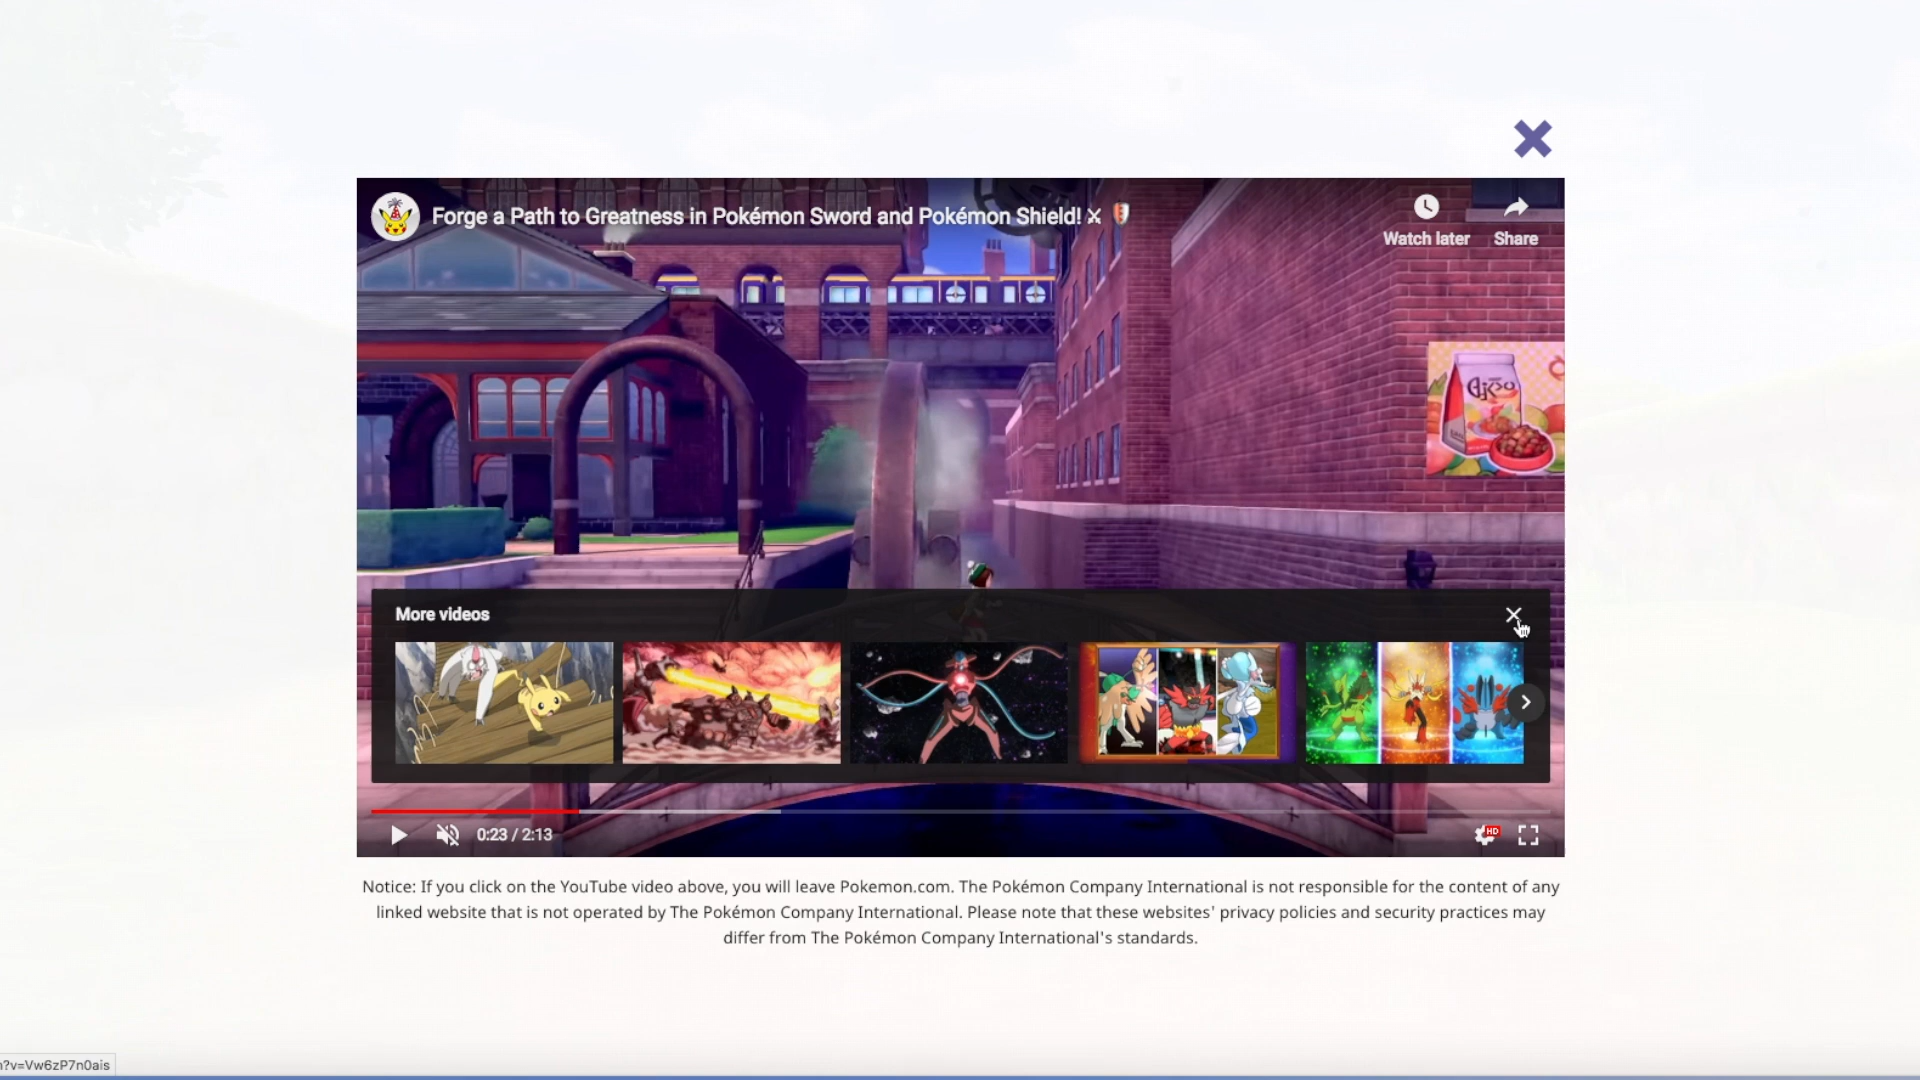 Forge a Path to Greatness in Pokémon Sword and Pokémon Shield!
Watch later
Share
More videos
0:23 / 2:13
HD
Notice: If you click on the YouTube video above, you will leave Pokemon.com. The Pokémon Company International is not responsible for the content of any
linked website that is not operated by The Pokémon Company International. Please note that these websites' privacy policies and security practices may
differ from The Pokémon Company International's standards.
?v=Vw6zP7n0ais